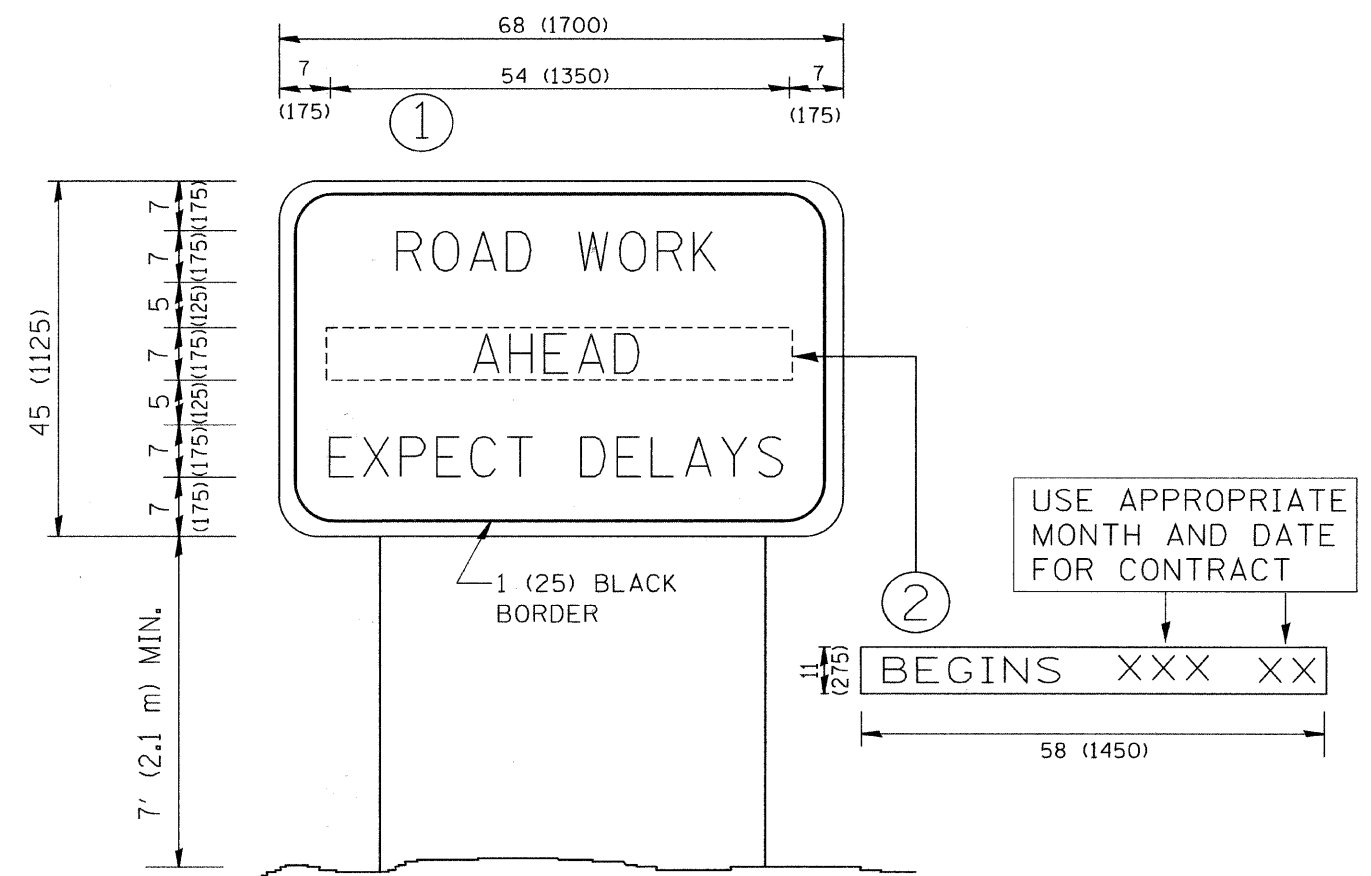 68 (1700)
7
54 (1350)
7
(175)
(175)
1
45 (1125)
7
(175)
7
(175)
5
(125)
7
(175)
5
(125)
7
(175)
7
(175)
ROAD WORK
AHEAD
EXPECT DELAYS
1 (25) BLACK
BORDER
7' (2.1 m) MIN.
USE APPROPRIATE
MONTH AND DATE
FOR CONTRACT
2
11
(275)
BEGINS XXX XX
58 (1450)